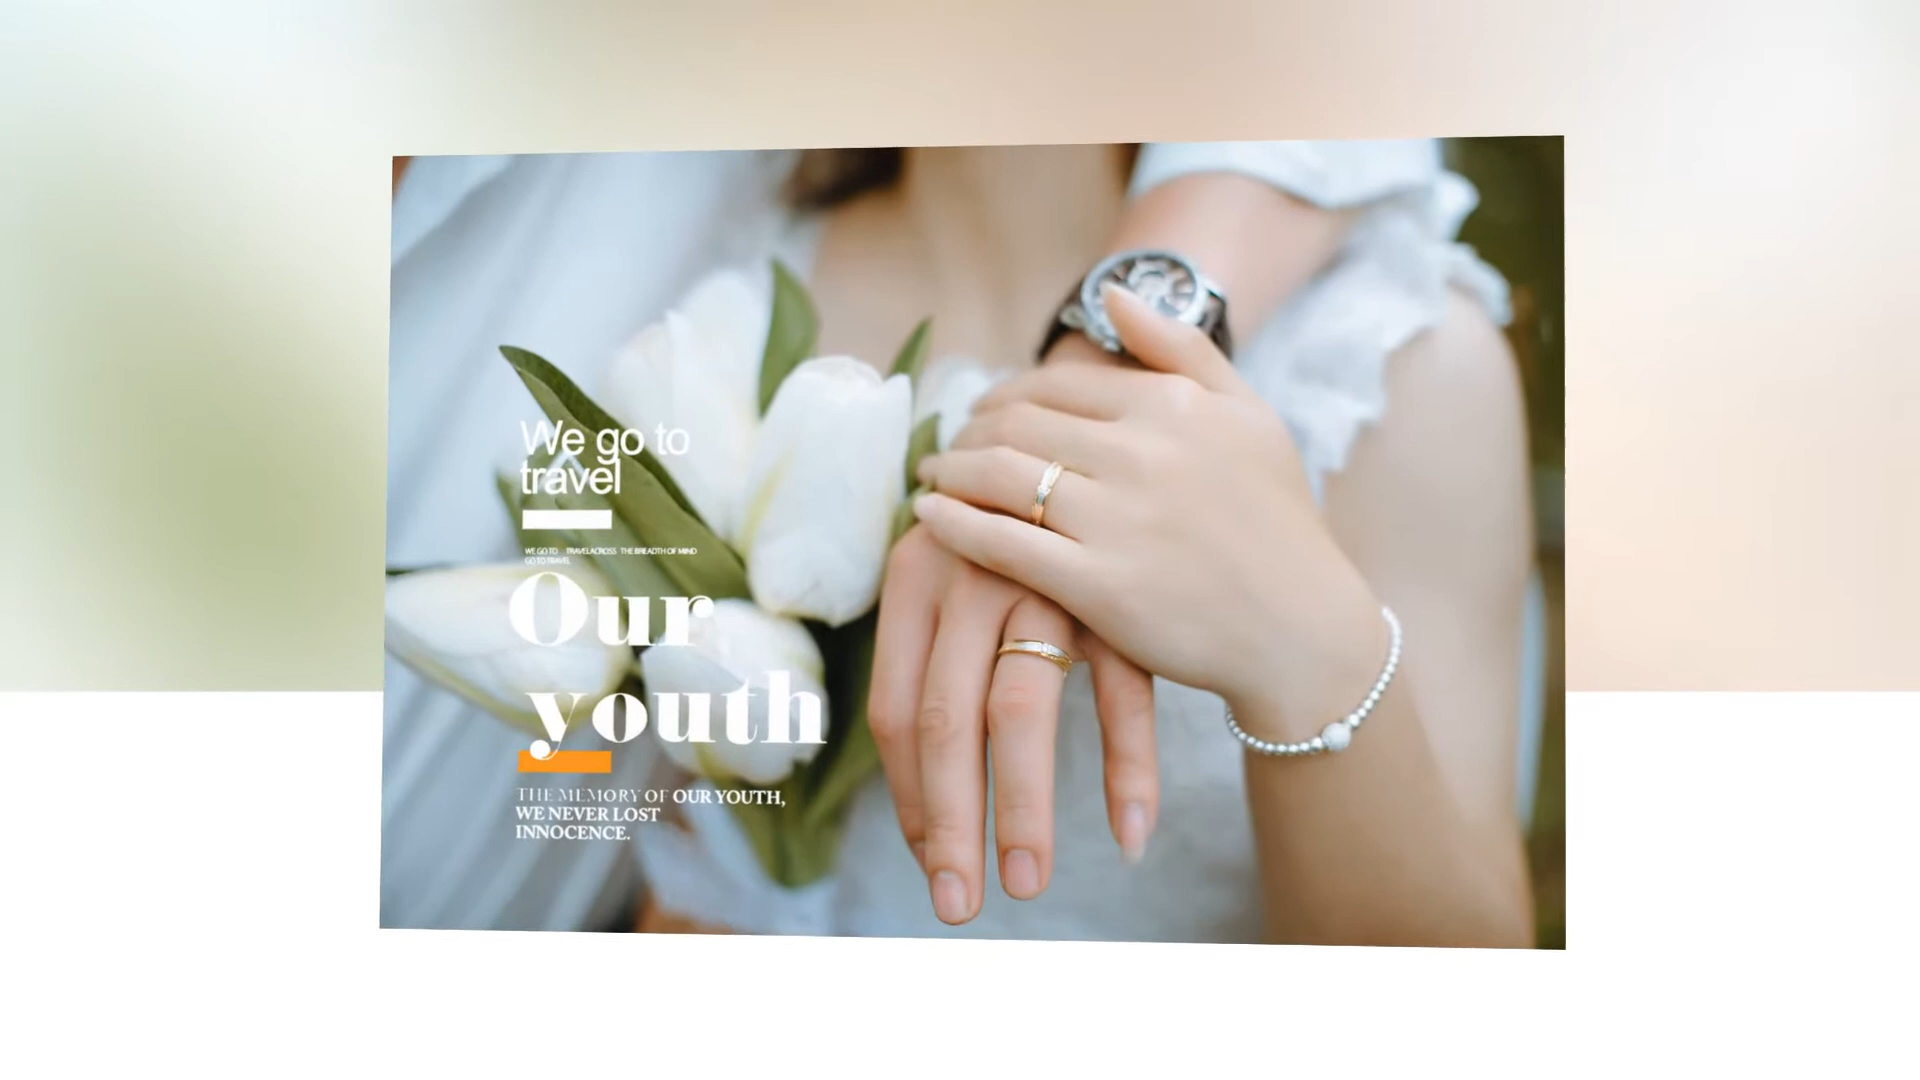 We go to
travel
WE GO TO TRAVEL ACROSS THE BREADTH OF MIND
GO TO TRAVEL
Our
youth
THE MEMORY OF OUR YOUTH,
WE NEVER LOST
INNOCENCE.